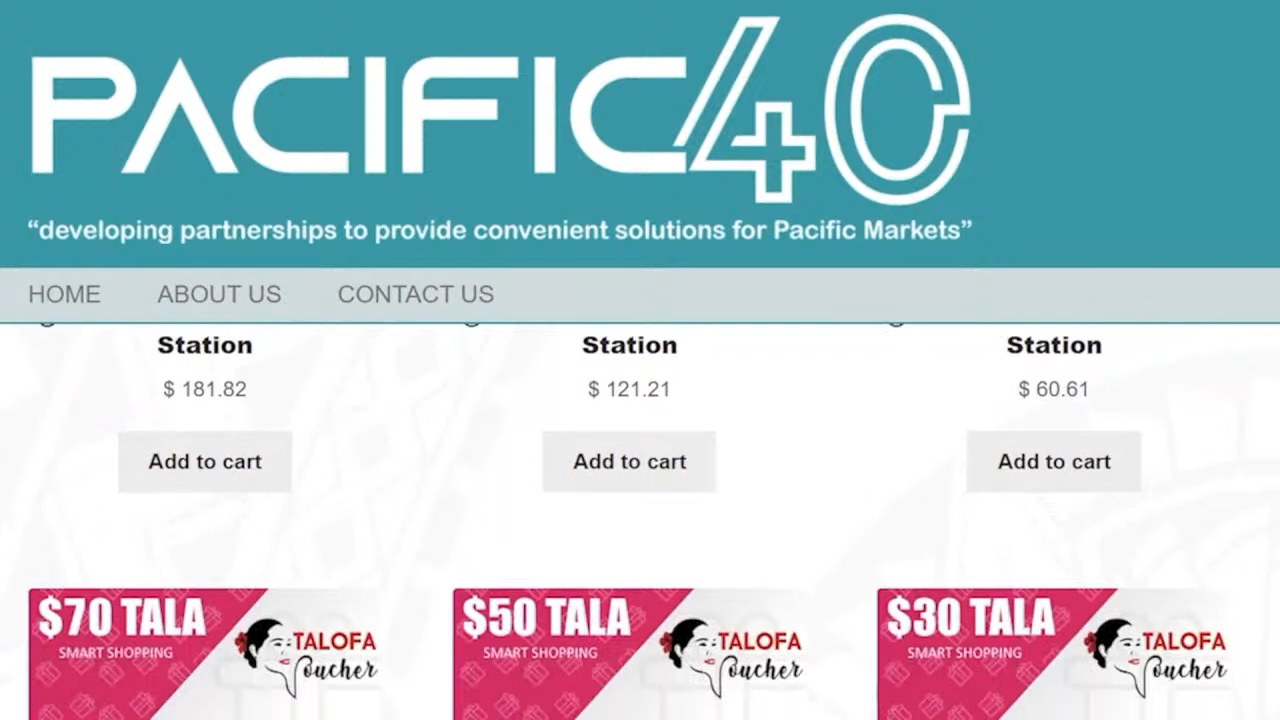 PACIFIC40
“developing partnerships to provide convenient solutions for Pacific Markets”
HOME ABOUT US CONTACT US
Station Station Station
$ 181.82 $ 121.21 $ 60.61
Add to cart Add to cart Add to cart
$70 TALA $50 TALA $30 TALA
SMART SHOPPING SMART SHOPPING SMART SHOPPING
TALOFA TALOFA TALOFA
Voucher Voucher Voucher